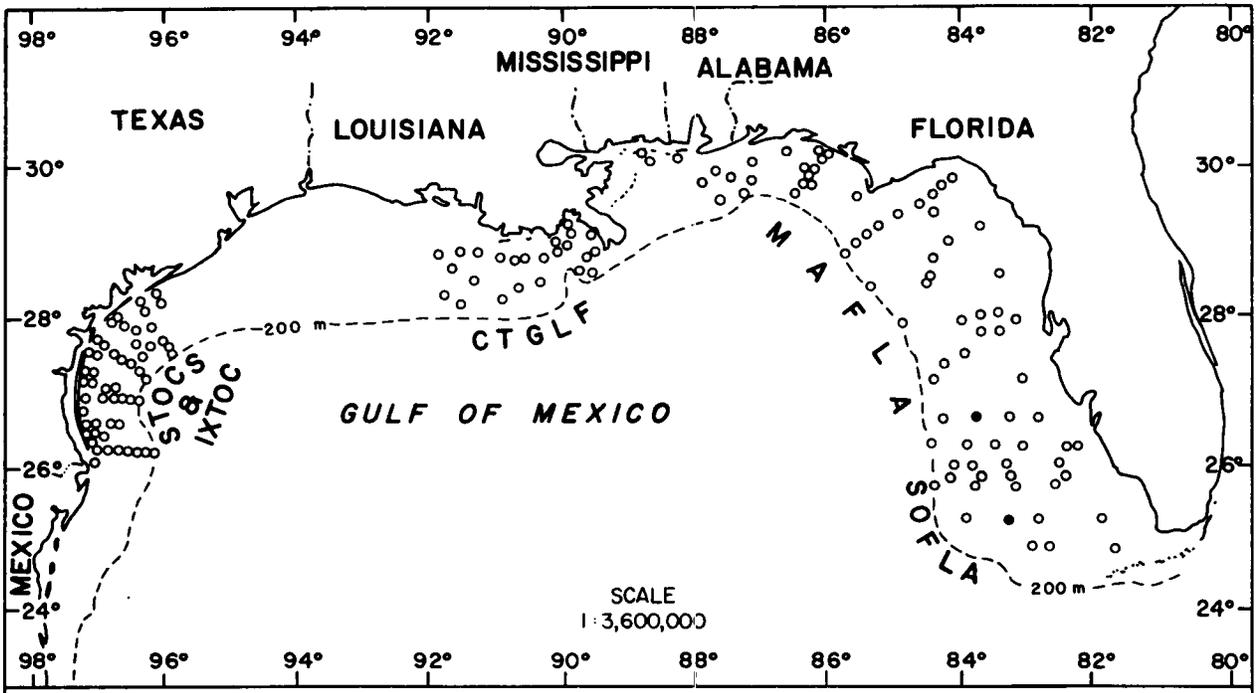 98° 96° 94° 92° 90° 88° 86° 84° 82° 80°
MISSISSIPPI ALABAMA
TEXAS LOUISIANA FLORIDA
30° 30°
MAFLA
28° 28°
200 m
CTGLF
STOCS
&
IXTOC
GULF OF MEXICO
26° 26°
SOFLA
MEXICO
200 m
SCALE
1:3,600,000
24° 24°
98° 96° 94° 92° 90° 88° 86° 84° 82° 80°